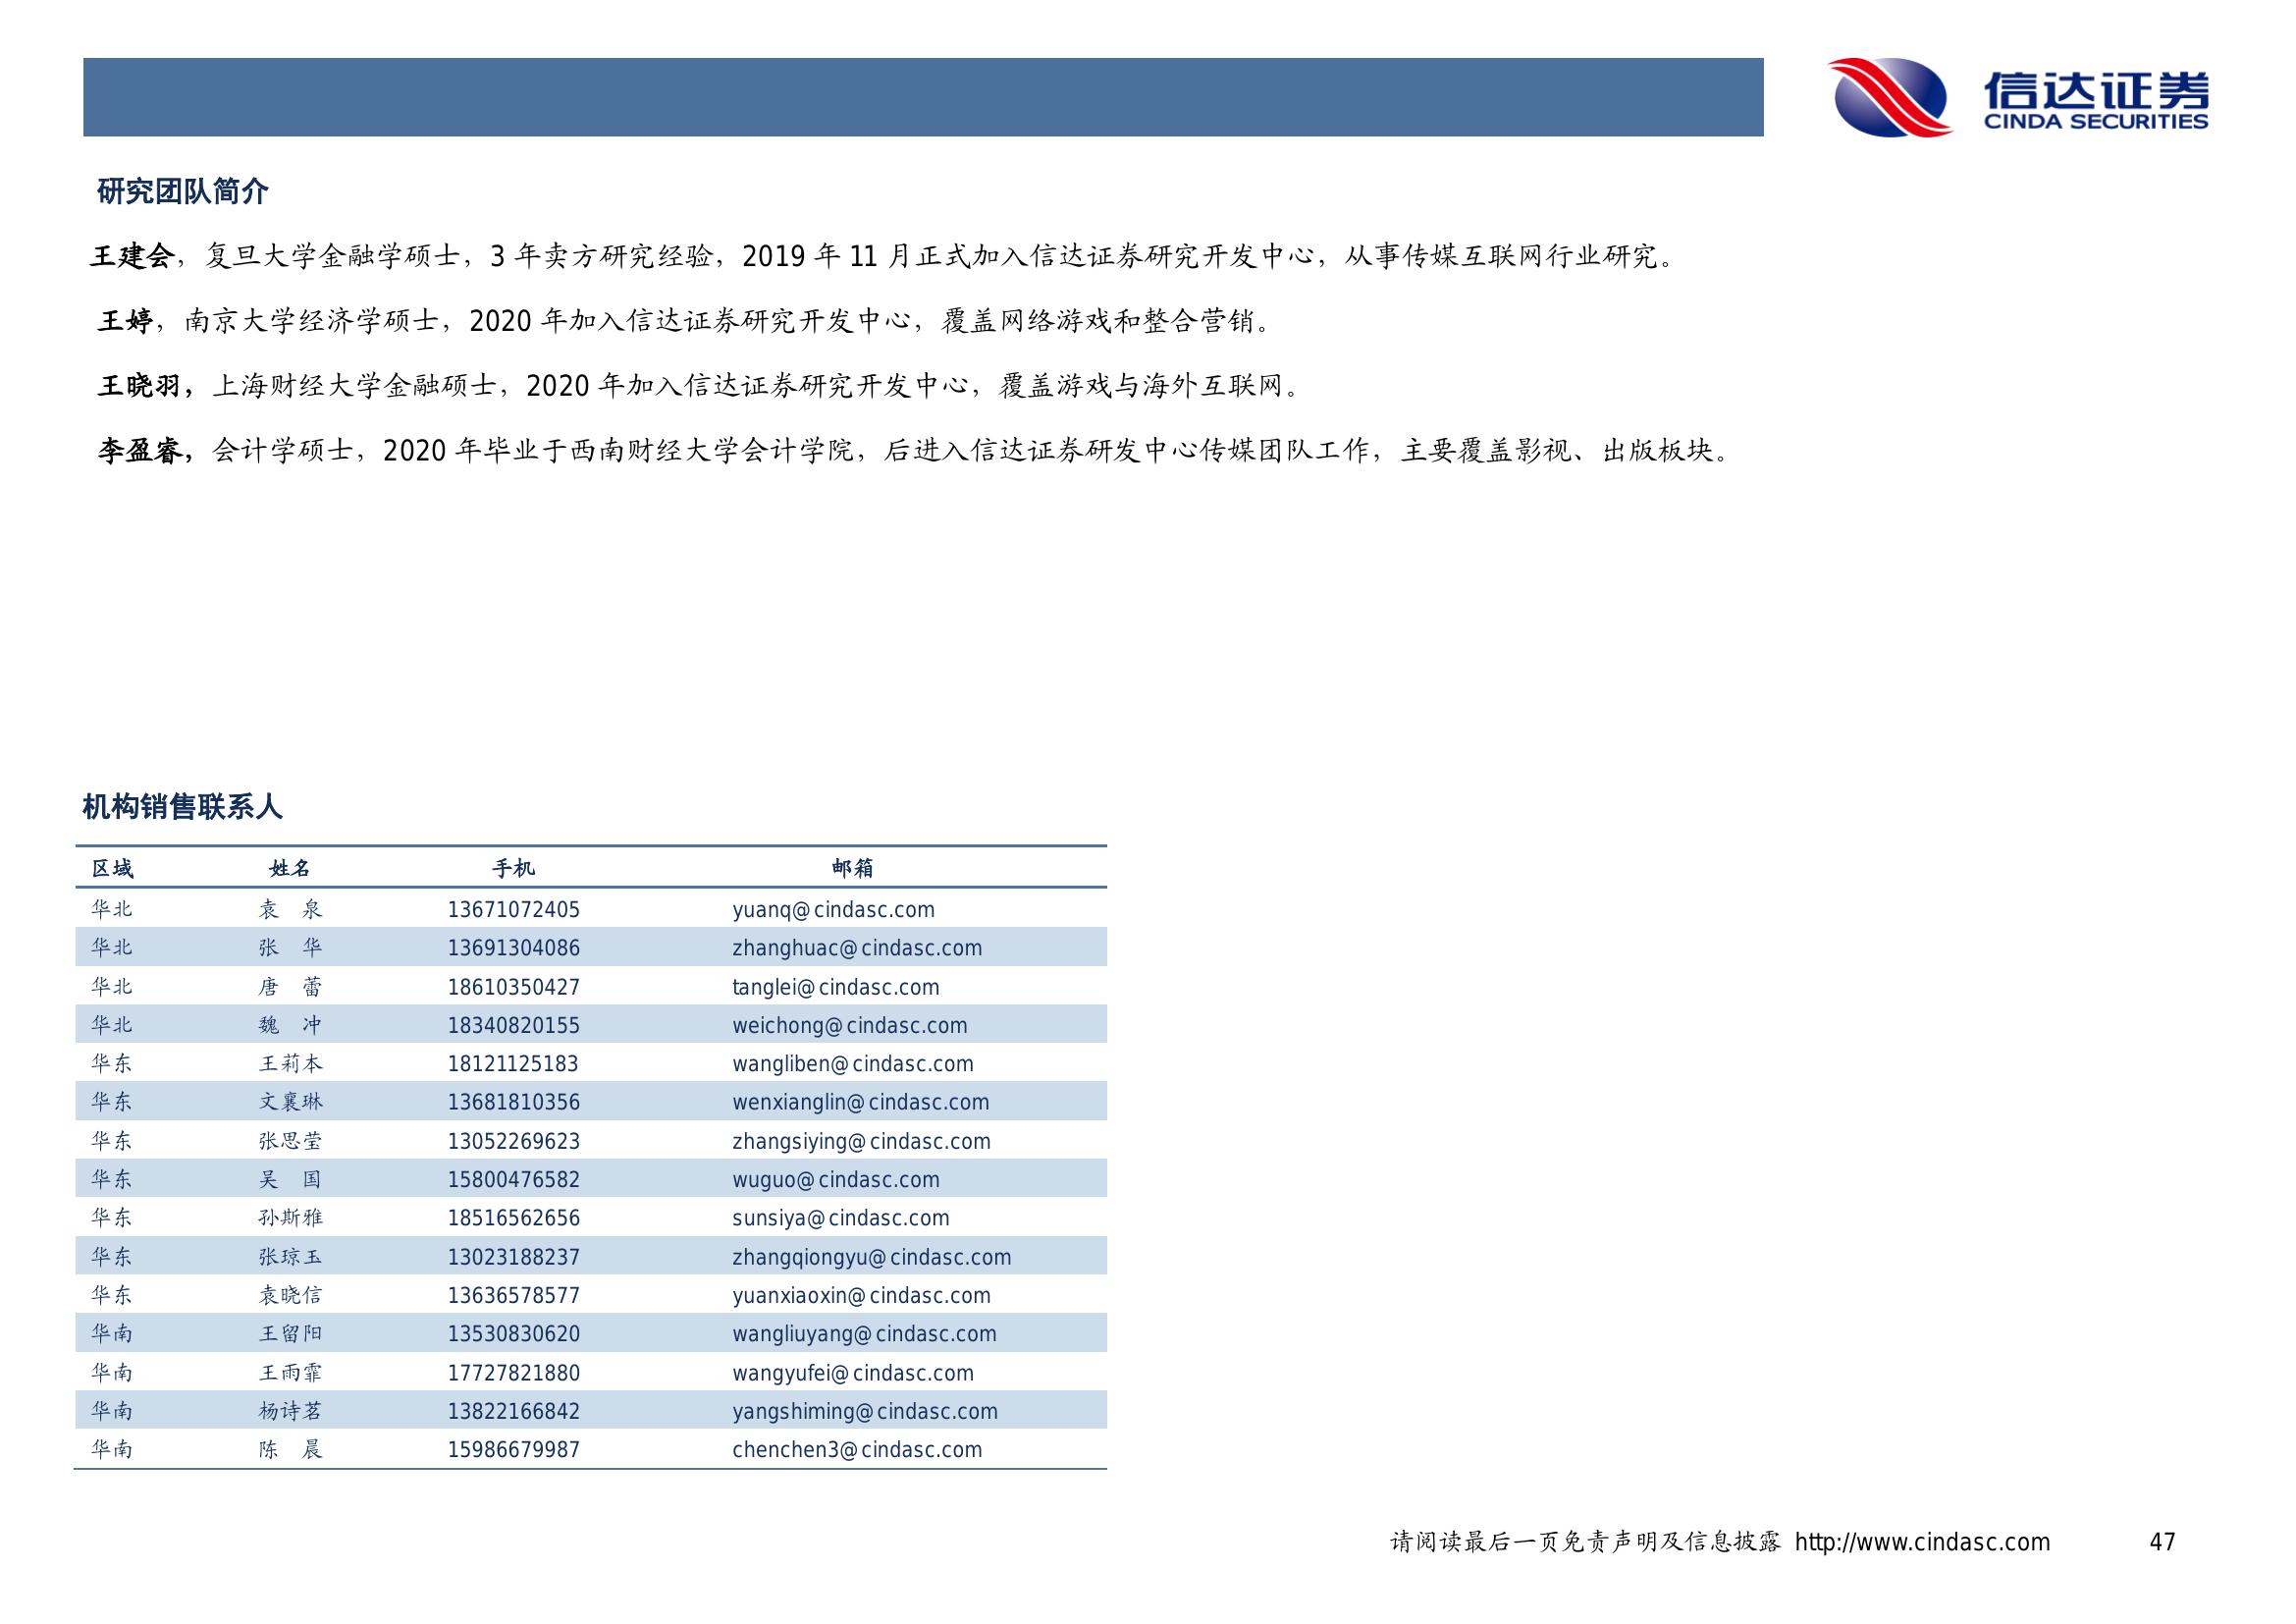 信达证券
CINDA SECURITIES
研究团队简介
王建会，复旦大学金融学硕士，3 年卖方研究经验，2019 年 11 月正式加入信达证券研究开发中心，从事传媒互联网行业研究。
王婷，南京大学经济学硕士，2020 年加入信达证券研究开发中心，覆盖网络游戏和整合营销。
王晓羽，上海财经大学金融硕士，2020 年加入信达证券研究开发中心，覆盖游戏与海外互联网。
李盈睿，会计学硕士，2020 年毕业于西南财经大学会计学院，后进入信达证券研发中心传媒团队工作，主要覆盖影视、出版板块。
机构销售联系人
区域 姓名 手机 邮箱
华北 袁 泉 13671072405 yuanq@cindasc.com
华北 张 华 13691304086 zhanghuac@cindasc.com
华北 唐 蕾 18610350427 tanglei@cindasc.com
华北 魏 冲 18340820155 weichong@cindasc.com
华东 王莉本 18121125183 wangliben@cindasc.com
华东 文襄琳 13681810356 wenxianglin@cindasc.com
华东 张思莹 13052269623 zhangsiying@cindasc.com
华东 吴 国 15800476582 wuguo@cindasc.com
华东 孙斯雅 18516562656 sunsiya@cindasc.com
华东 张琼玉 13023188237 zhangqiongyu@cindasc.com
华东 袁晓信 13636578577 yuanxiaoxin@cindasc.com
华南 王留阳 13530830620 wangliuyang@cindasc.com
华南 王雨霏 17727821880 wangyufei@cindasc.com
华南 杨诗茗 13822166842 yangshiming@cindasc.com
华南 陈 晨 15986679987 chenchen3@cindasc.com
请阅读最后一页免责声明及信息披露 http://www.cindasc.com 47